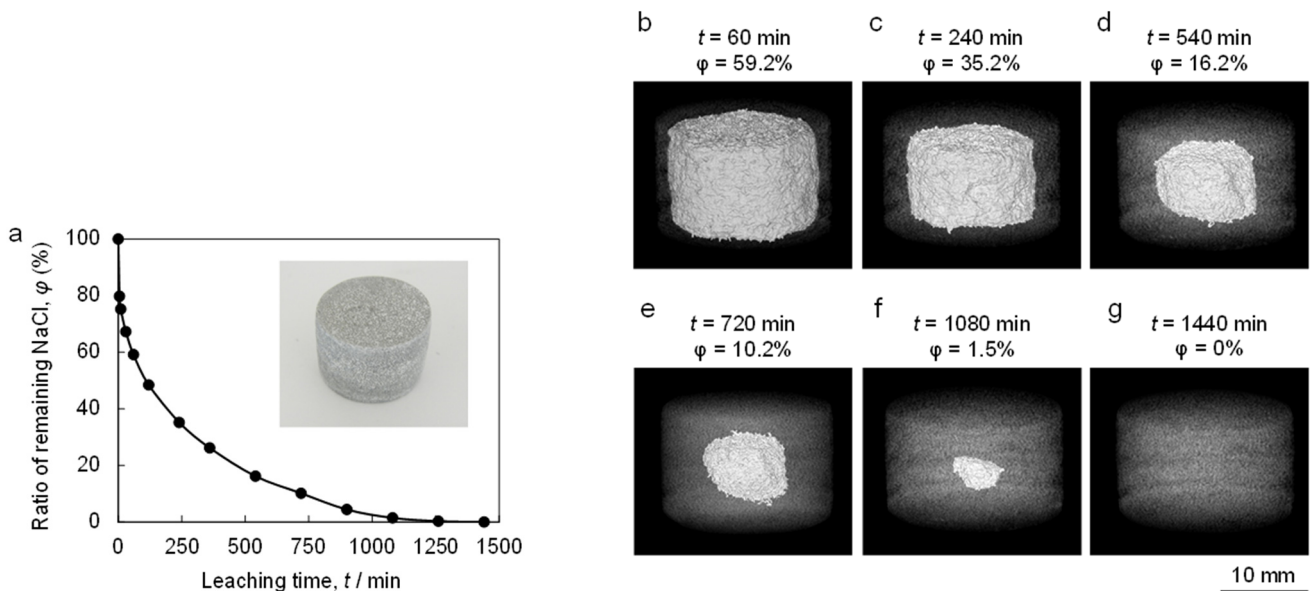 a
Ratio of remaining NaCl, φ (%)
100
80
60
40
20
0
0 250 500 750 1000 1250 1500
Leaching time, t / min
b
t = 60 min
φ = 59.2%
c
t = 240 min
φ = 35.2%
d
t = 540 min
φ = 16.2%
e
t = 720 min
φ = 10.2%
f
t = 1080 min
φ = 1.5%
g
t = 1440 min
φ = 0%
10 mm